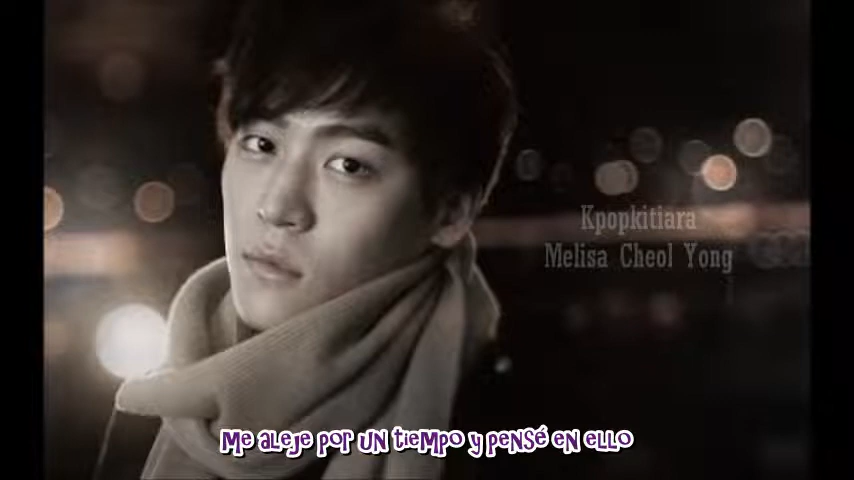 Kpopkitiara
Melisa Cheol Yong
Me aleje por un tiempo y pensé en ello